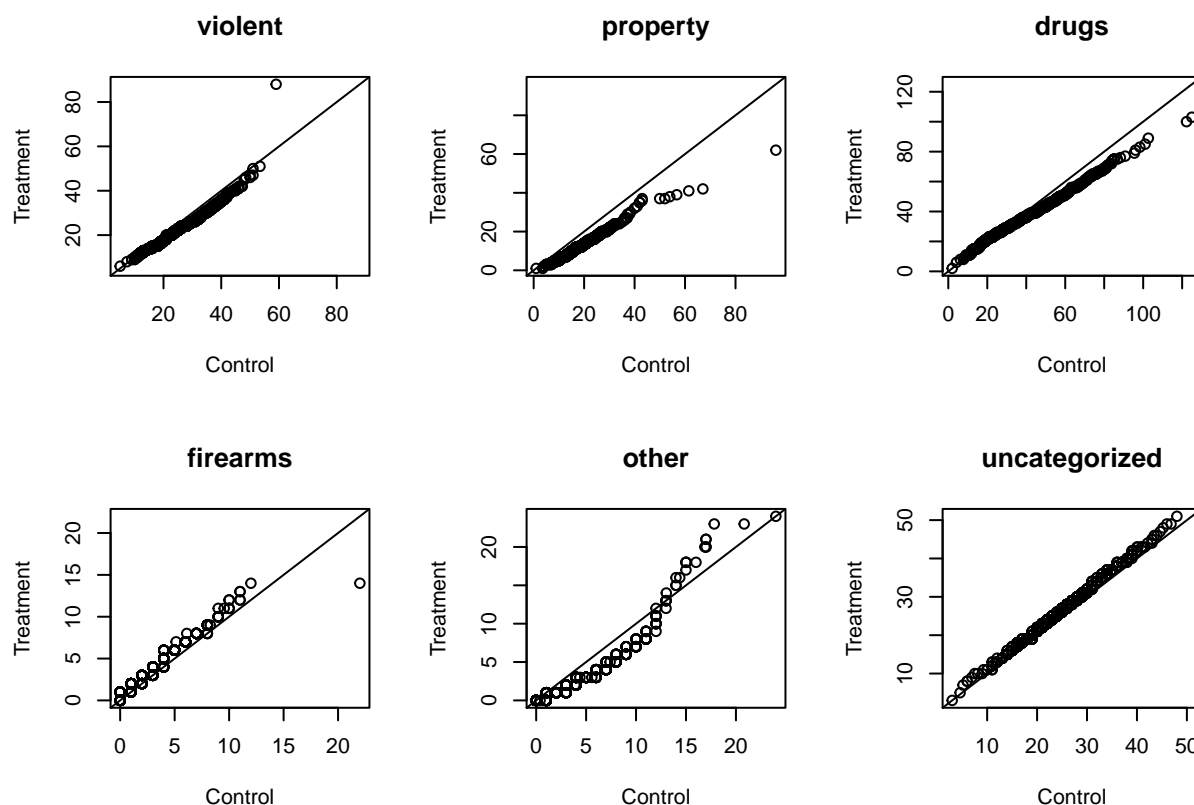 violent
Treatment
20 40 60 80
20 40 60 80
Control
property
Treatment
0 20 60
0 20 40 60 80
Control
drugs
Treatment
0 40 80 120
0 20 60 100
Control
firearms
Treatment
0 5 10 15 20
0 5 10 15 20
Control
other
Treatment
0 5 10 20
0 5 10 15 20
Control
uncategorized
Treatment
10 30 50
10 20 30 40 50
Control